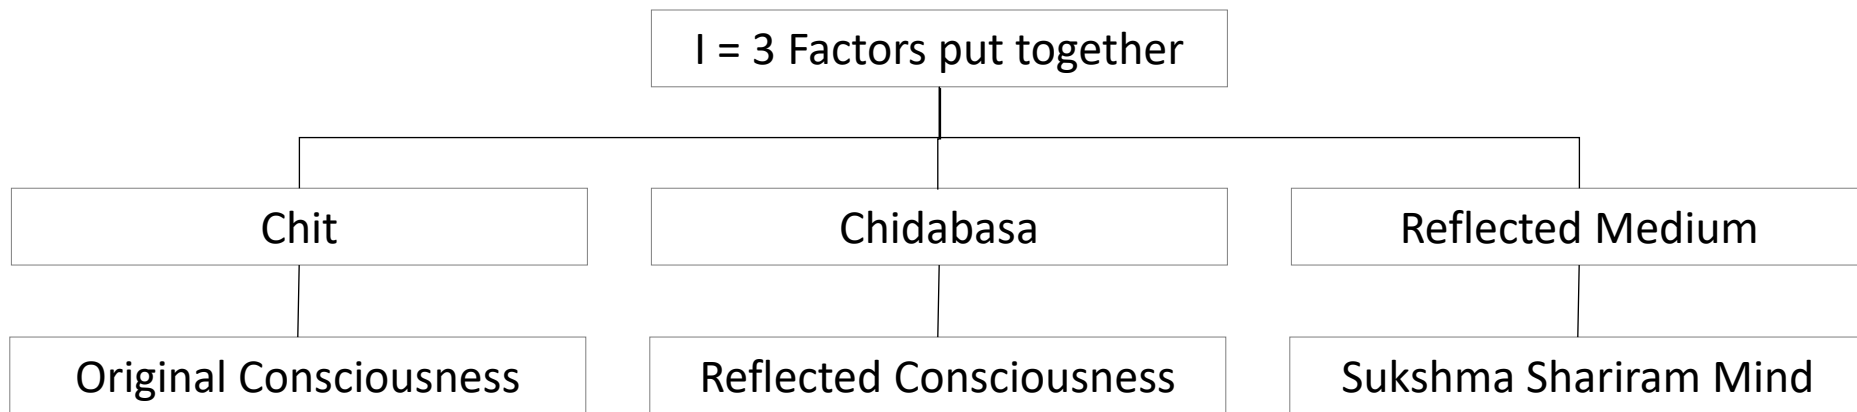 I = 3 Factors put together
Chit
Chidabasa
Reflected Medium
Original Consciousness
Reflected Consciousness
Sukshma Shariram Mind